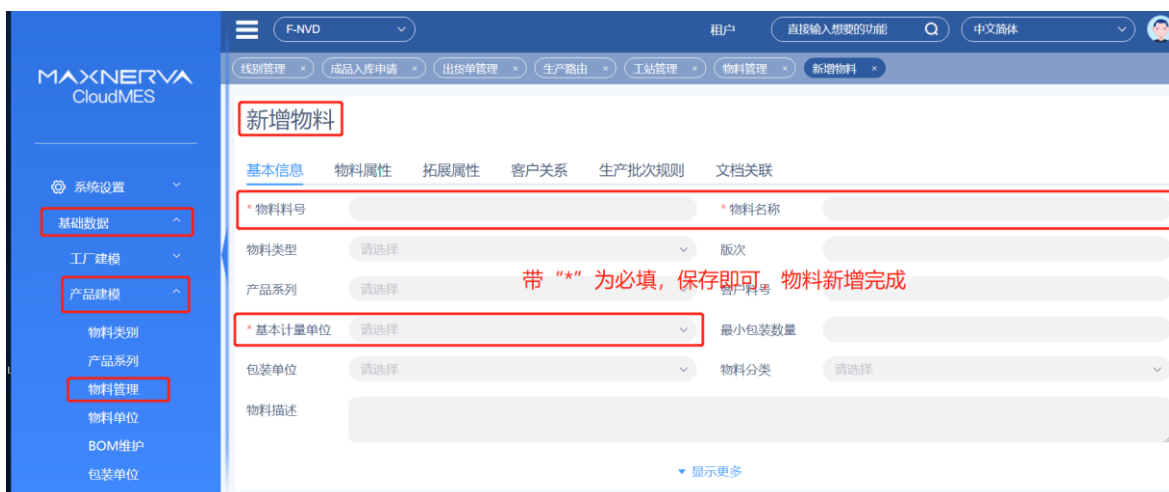 F-NVD
租户
直接输入想要的功能
中文简体
MAXNERVA
CloudMES
线别管理 ×
成品入库申请 ×
出货单管理 ×
生产路由 ×
工站管理 ×
物料管理 ×
新增物料 ×
新增物料
基本信息 物料属性 拓展属性 客户关系 生产批次规则 文档关联
系统设置
基础数据
工厂建模
产品建模
物料类别
产品系列
物料管理
物料单位
BOM维护
包装单位
* 物料料号
* 物料名称
物料类型 请选择
版次
产品系列 请选择
客户料号
带“*”为必填，保存即可，物料新增完成
* 基本计量单位 请选择
最小包装数量
包装单位 请选择
物料分类 请选择
物料描述
显示更多